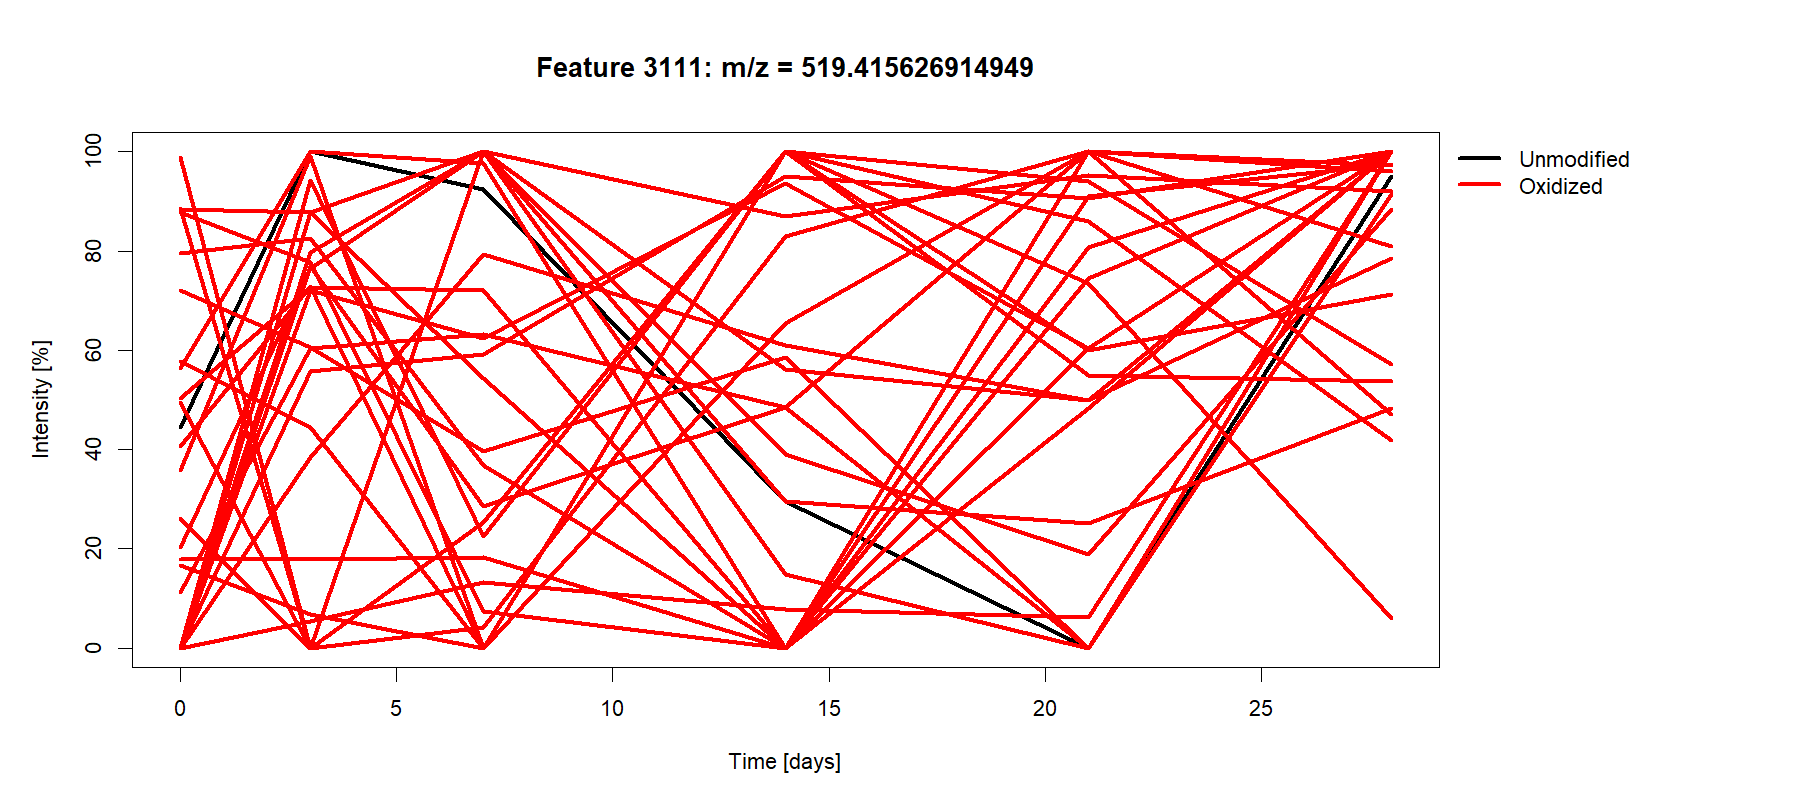 Feature 3111: m/z = 519.415626914949
Unmodified
Oxidized
Intensity [%]
100
80
60
40
20
0
0 5 10 15 20 25
Time [days]